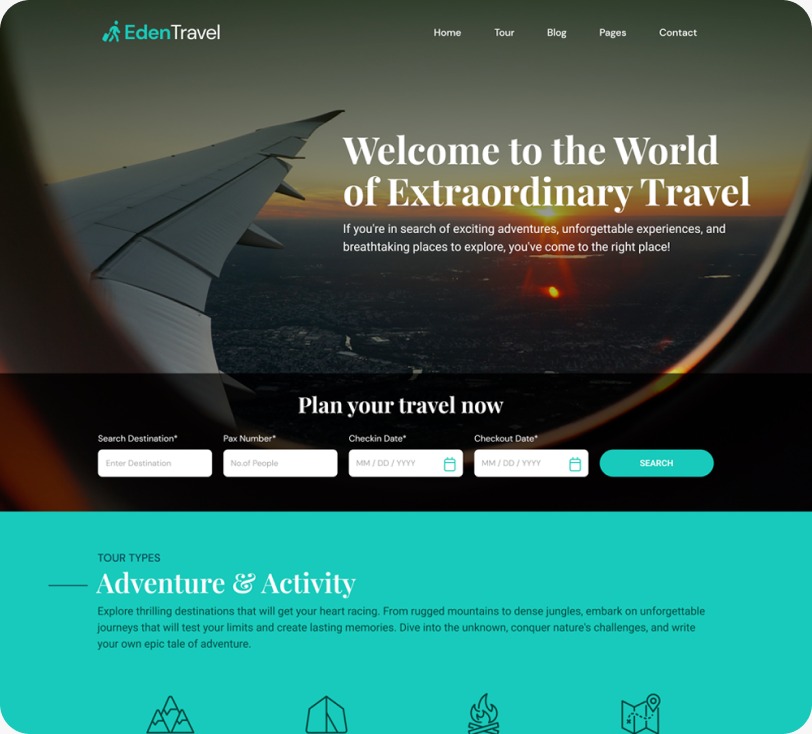 EdenTravel
Home Tour Blog Pages Contact
Welcome to the World
of Extraordinary Travel
If you're in search of exciting adventures, unforgettable experiences, and
breathtaking places to explore, you've come to the right place!
Plan your travel now
Search Destination* Pax Number* Checkin Date* Checkout Date*
Enter Destination No.of People MM / DD / YYYY MM / DD / YYYY SEARCH
TOUR TYPES
Adventure & Activity
Explore thrilling destinations that will get your heart racing. From rugged mountains to dense jungles, embark on unforgettable
journeys that will test your limits and create lasting memories. Dive into the unknown, conquer nature's challenges, and write
your own epic tale of adventure.